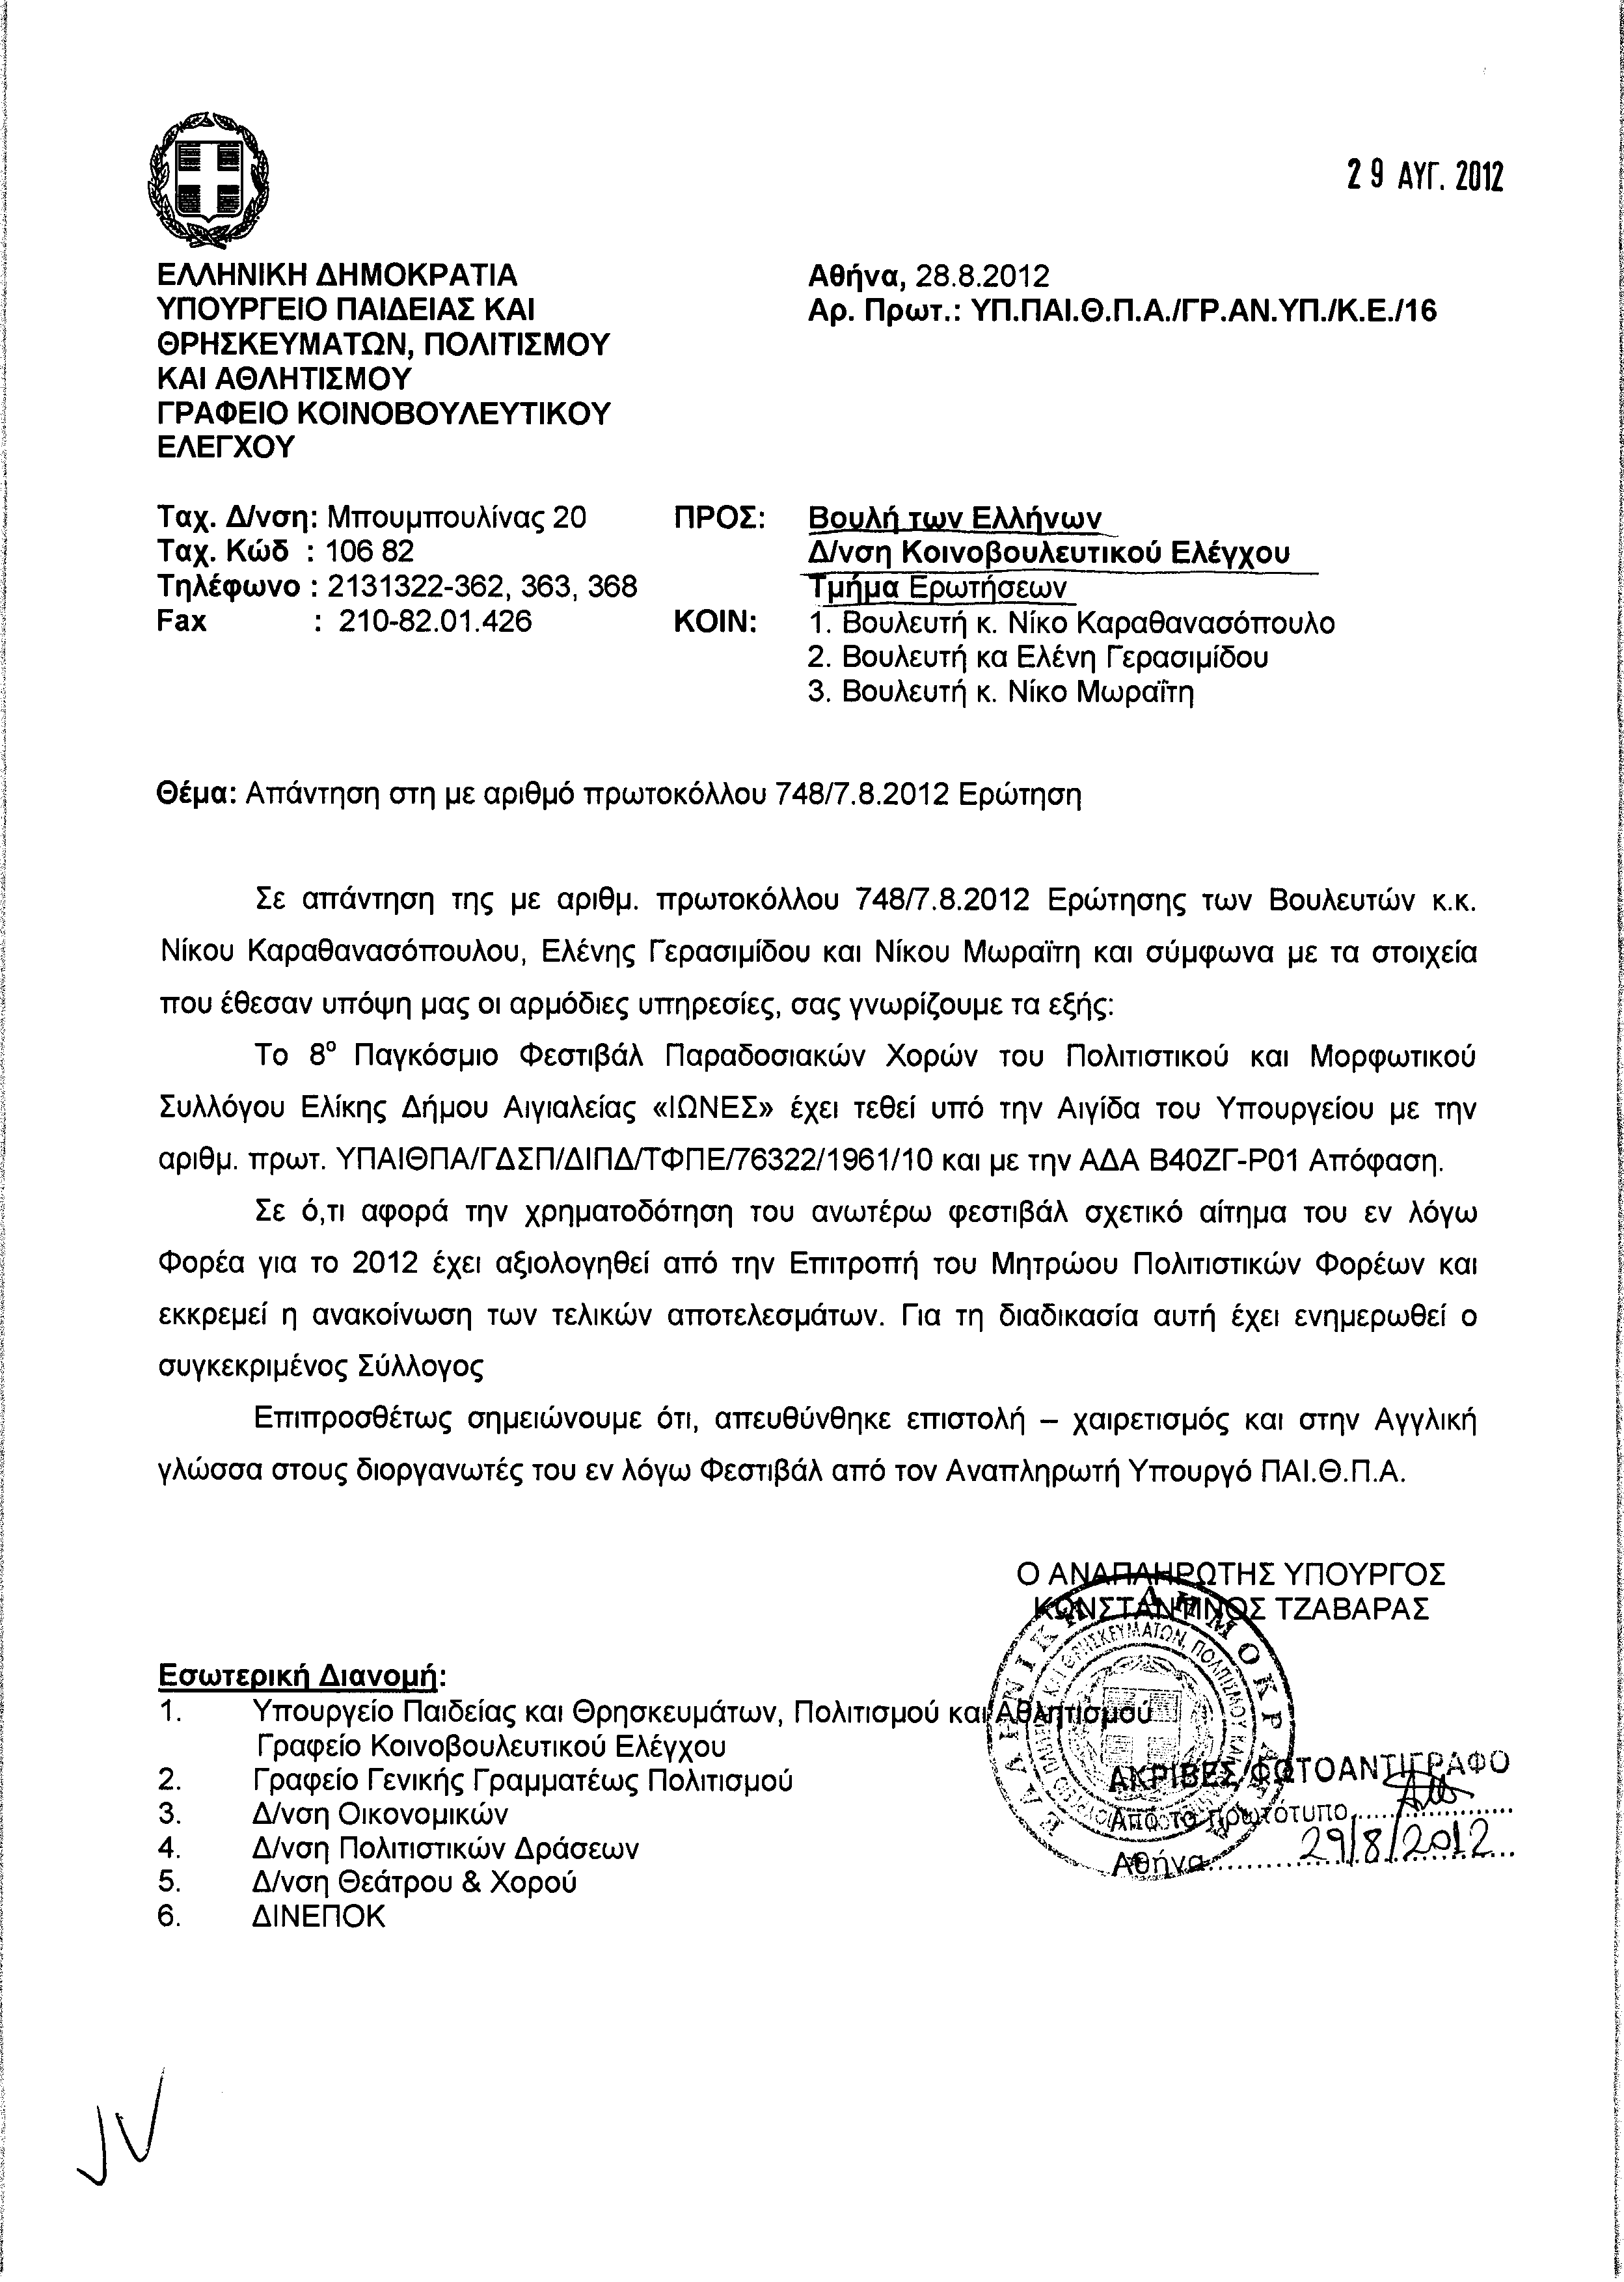 29 ΑΥΓ. 2012
ΕΛΛΗΝΙΚΗ ΔΗΜΟΚΡΑΤΙΑ
ΥΠΟΥΡΓΕΙΟ ΠΑΙΔΕΙΑΣ ΚΑΙ
ΘΡΗΣΚΕΥΜΑΤΩΝ, ΠΟΛΙΤΙΣΜΟΥ
ΚΑΙ ΑΘΛΗΤΙΣΜΟΥ
ΓΡΑΦΕΙΟ ΚΟΙΝΟΒΟΥΛΕΥΤΙΚΟΥ
ΕΛΕΓΧΟΥ
Αθήνα, 28.8.2012
Αρ. Πρωτ.: ΥΠ.ΠΑΙ.Θ.Π.Α./ΓΡ.ΑΝ.ΥΠ./Κ.Ε./16
Ταχ. Δ/νση: Μπουμπουλίνας 20
Ταχ. Κώδ : 106 82
Τηλέφωνο : 2131322-362, 363, 368
Fax : 210-82.01.426
ΠΡΟΣ: Βουλή των Ελλήνων
Δ/νση Κοινοβουλευτικού Ελέγχου
Τμήμα Ερωτήσεων
ΚΟΙΝ: 1. Βουλευτή κ. Νίκο Καραθανασόπουλο
2. Βουλευτή κα Ελένη Γερασιμίδου
3. Βουλευτή κ. Νίκο Μωραΐτη
Θέμα: Απάντηση στη με αριθμό πρωτοκόλλου 748/7.8.2012 Ερώτηση
Σε απάντηση της με αριθμ. πρωτοκόλλου 748/7.8.2012 Ερώτησης των Βουλευτών κ.κ.
Νίκου Καραθανασόπουλου, Ελένης Γερασιμίδου και Νίκου Μωραΐτη και σύμφωνα με τα στοιχεία
που έθεσαν υπόψη μας οι αρμόδιες υπηρεσίες, σας γνωρίζουμε τα εξής:
Το 8º Παγκόσμιο Φεστιβάλ Παραδοσιακών Χορών του Πολιτιστικού και Μορφωτικού
Συλλόγου Ελίκης Δήμου Αιγιαλείας «ΙΩΝΕΣ» έχει τεθεί υπό την Αιγίδα του Υπουργείου με την
αριθμ. πρωτ. ΥΠΑΙΘΠΑ/ΓΔΣΠ/ΔΙΠΔ/ΤΦΠΕ/76322/1961/10 και με την ΑΔΑ Β40ΖΓ-Ρ01 Απόφαση.
Σε ό,τι αφορά την χρηματοδότηση του ανωτέρω φεστιβάλ σχετικό αίτημα του εν λόγω
Φορέα για το 2012 έχει αξιολογηθεί από την Επιτροπή του Μητρώου Πολιτιστικών Φορέων και
εκκρεμεί η ανακοίνωση των τελικών αποτελεσμάτων. Για τη διαδικασία αυτή έχει ενημερωθεί ο
συγκεκριμένος Σύλλογος
Επιπροσθέτως σημειώνουμε ότι, απευθύνθηκε επιστολή – χαιρετισμός και στην Αγγλική
γλώσσα στους διοργανωτές του εν λόγω Φεστιβάλ από τον Αναπληρωτή Υπουργό ΠΑΙ.Θ.Π.Α.
Ο ΑΝΑΠΛΗΡΩΤΗΣ ΥΠΟΥΡΓΟΣ
ΚΩΝΣΤΑΝΤΙΝΟΣ ΤΖΑΒΑΡΑΣ
ΕΛΛΗΝΙΚΗ ΔΗΜΟΚΡΑΤΙΑ
Εσωτερική Διανομή:
1. Υπουργείο Παιδείας και Θρησκευμάτων, Πολιτισμού και Αθλητισμού
Γραφείο Κοινοβουλευτικού Ελέγχου
2. Γραφείο Γενικής Γραμματέως Πολιτισμού
3. Δ/νση Οικονομικών
4. Δ/νση Πολιτιστικών Δράσεων
5. Δ/νση Θεάτρου & Χορού
6. ΔΙΝΕΠΟΚ
ΑΚΡΙΒΕΣ ΦΩΤΟΑΝΤΙΓΡΑΦΟ
Από το πρωτότυπο
Αθήνα 29/8/2012